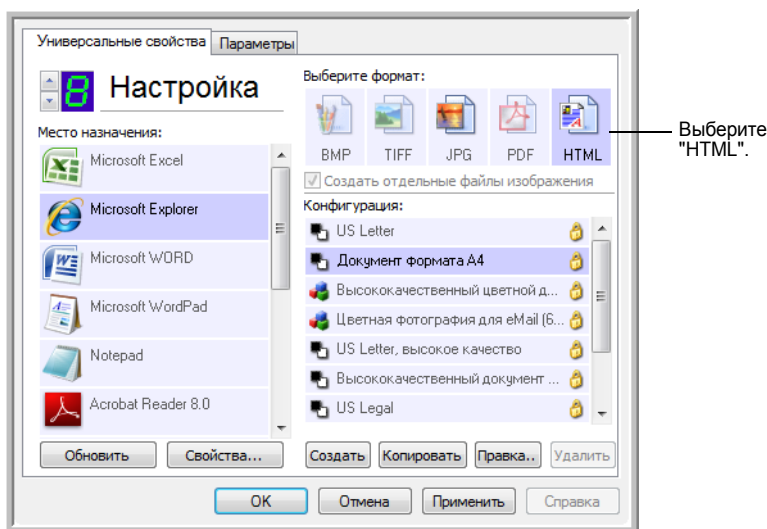 Универсальные свойства
Параметры
8
Настройка
Место назначения:
Microsoft Excel
Microsoft Explorer
Microsoft WORD
Microsoft WordPad
Notepad
Acrobat Reader 8.0
Обновить
Свойства...
Выберите формат:
BMP
TIFF
JPG
PDF
HTML
Создать отдельные файлы изображения
Конфигурация:
US Letter
Документ формата А4
Высококачественный цветной д...
Цветная фотография для eMail (6...
US Letter, высокое качество
Высококачественный документ ...
US Legal
Создать
Копировать
Правка..
Удалить
OK
Отмена
Применить
Справка
Выберите
"HTML".